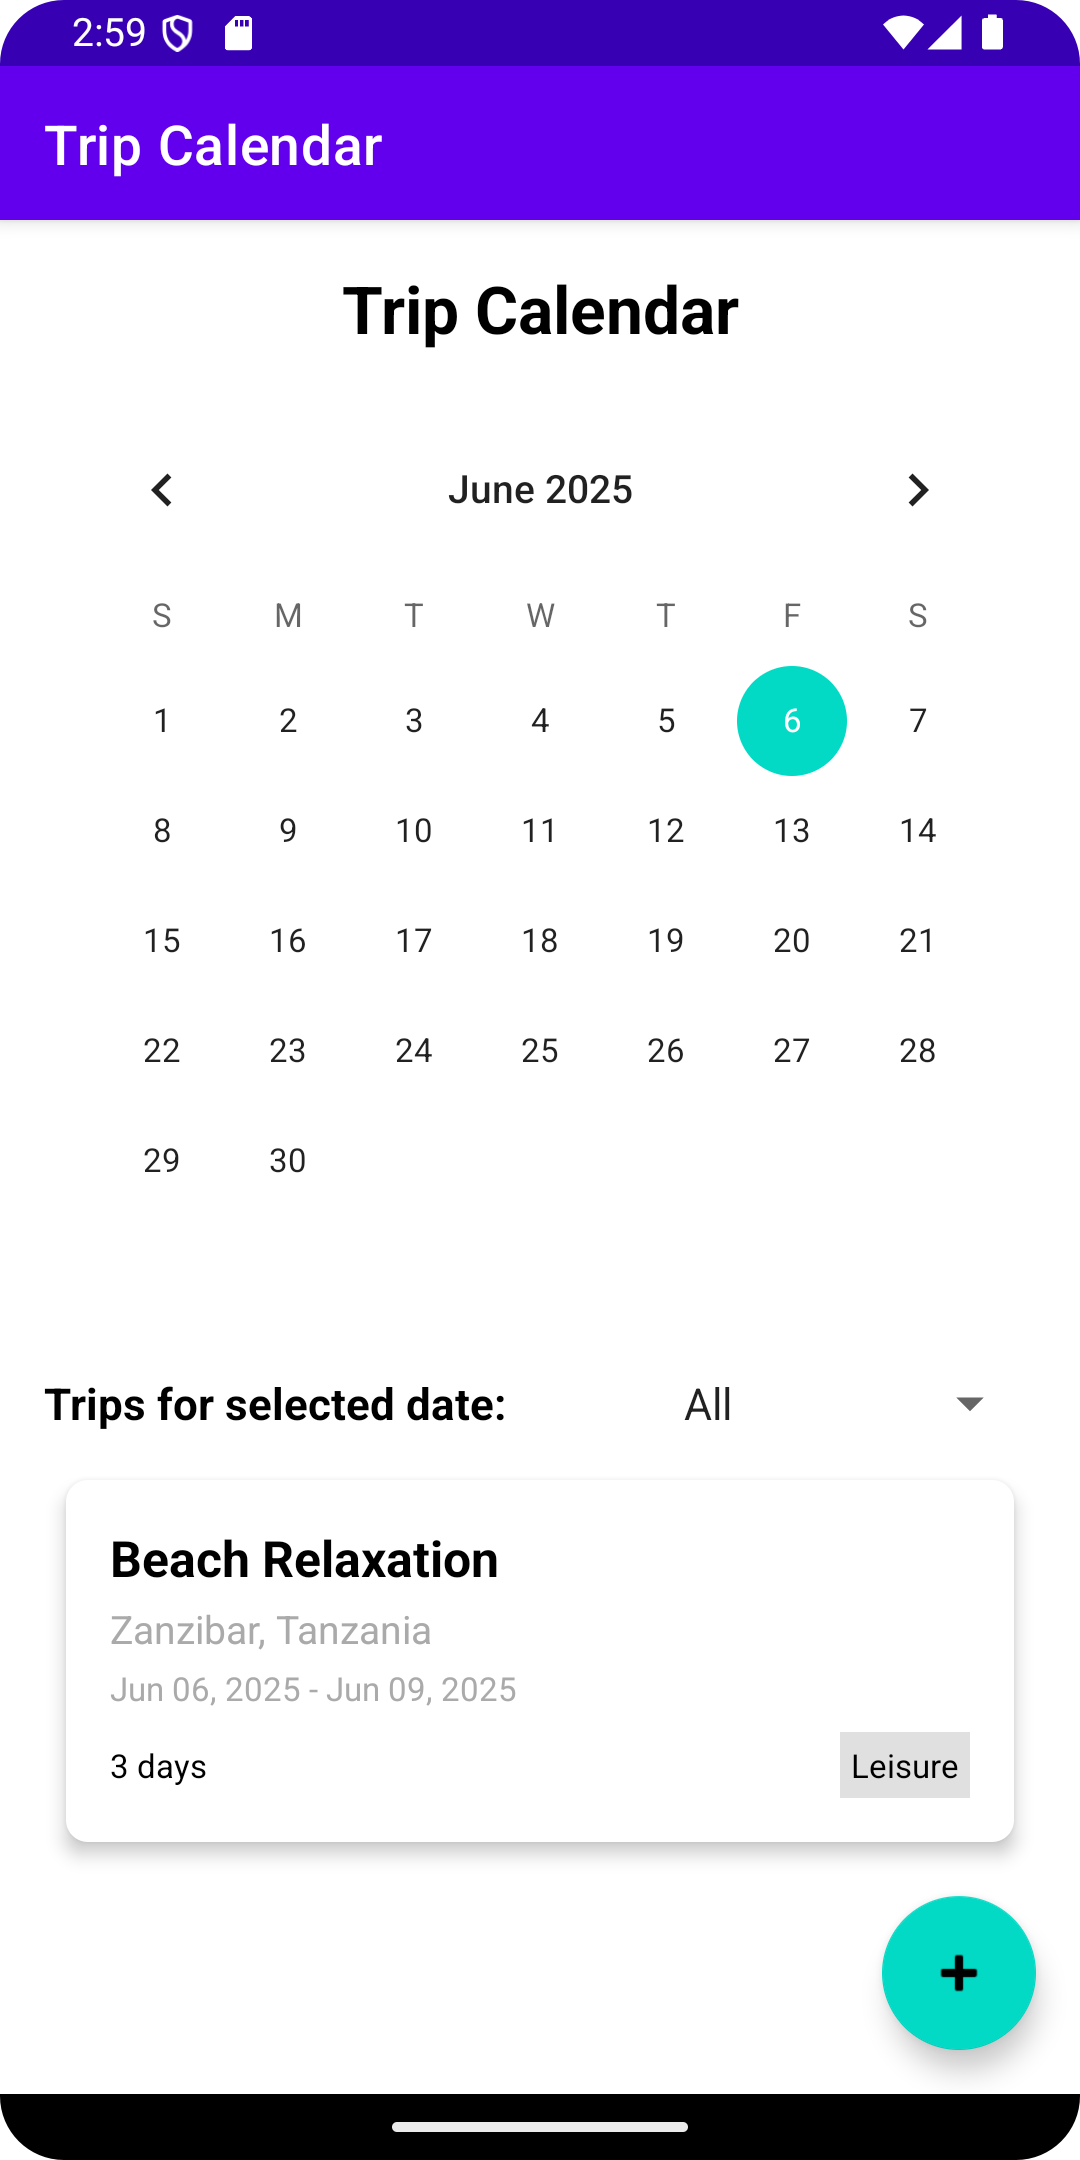 2:59
Trip Calendar
Trip Calendar
June 2025
S M T W T F S
1 2 3 4 5 6 7
8 9 10 11 12 13 14
15 16 17 18 19 20 21
22 23 24 25 26 27 28
29 30
Trips for selected date: All
Beach Relaxation
Zanzibar, Tanzania
Jun 06, 2025 - Jun 09, 2025
3 days Leisure